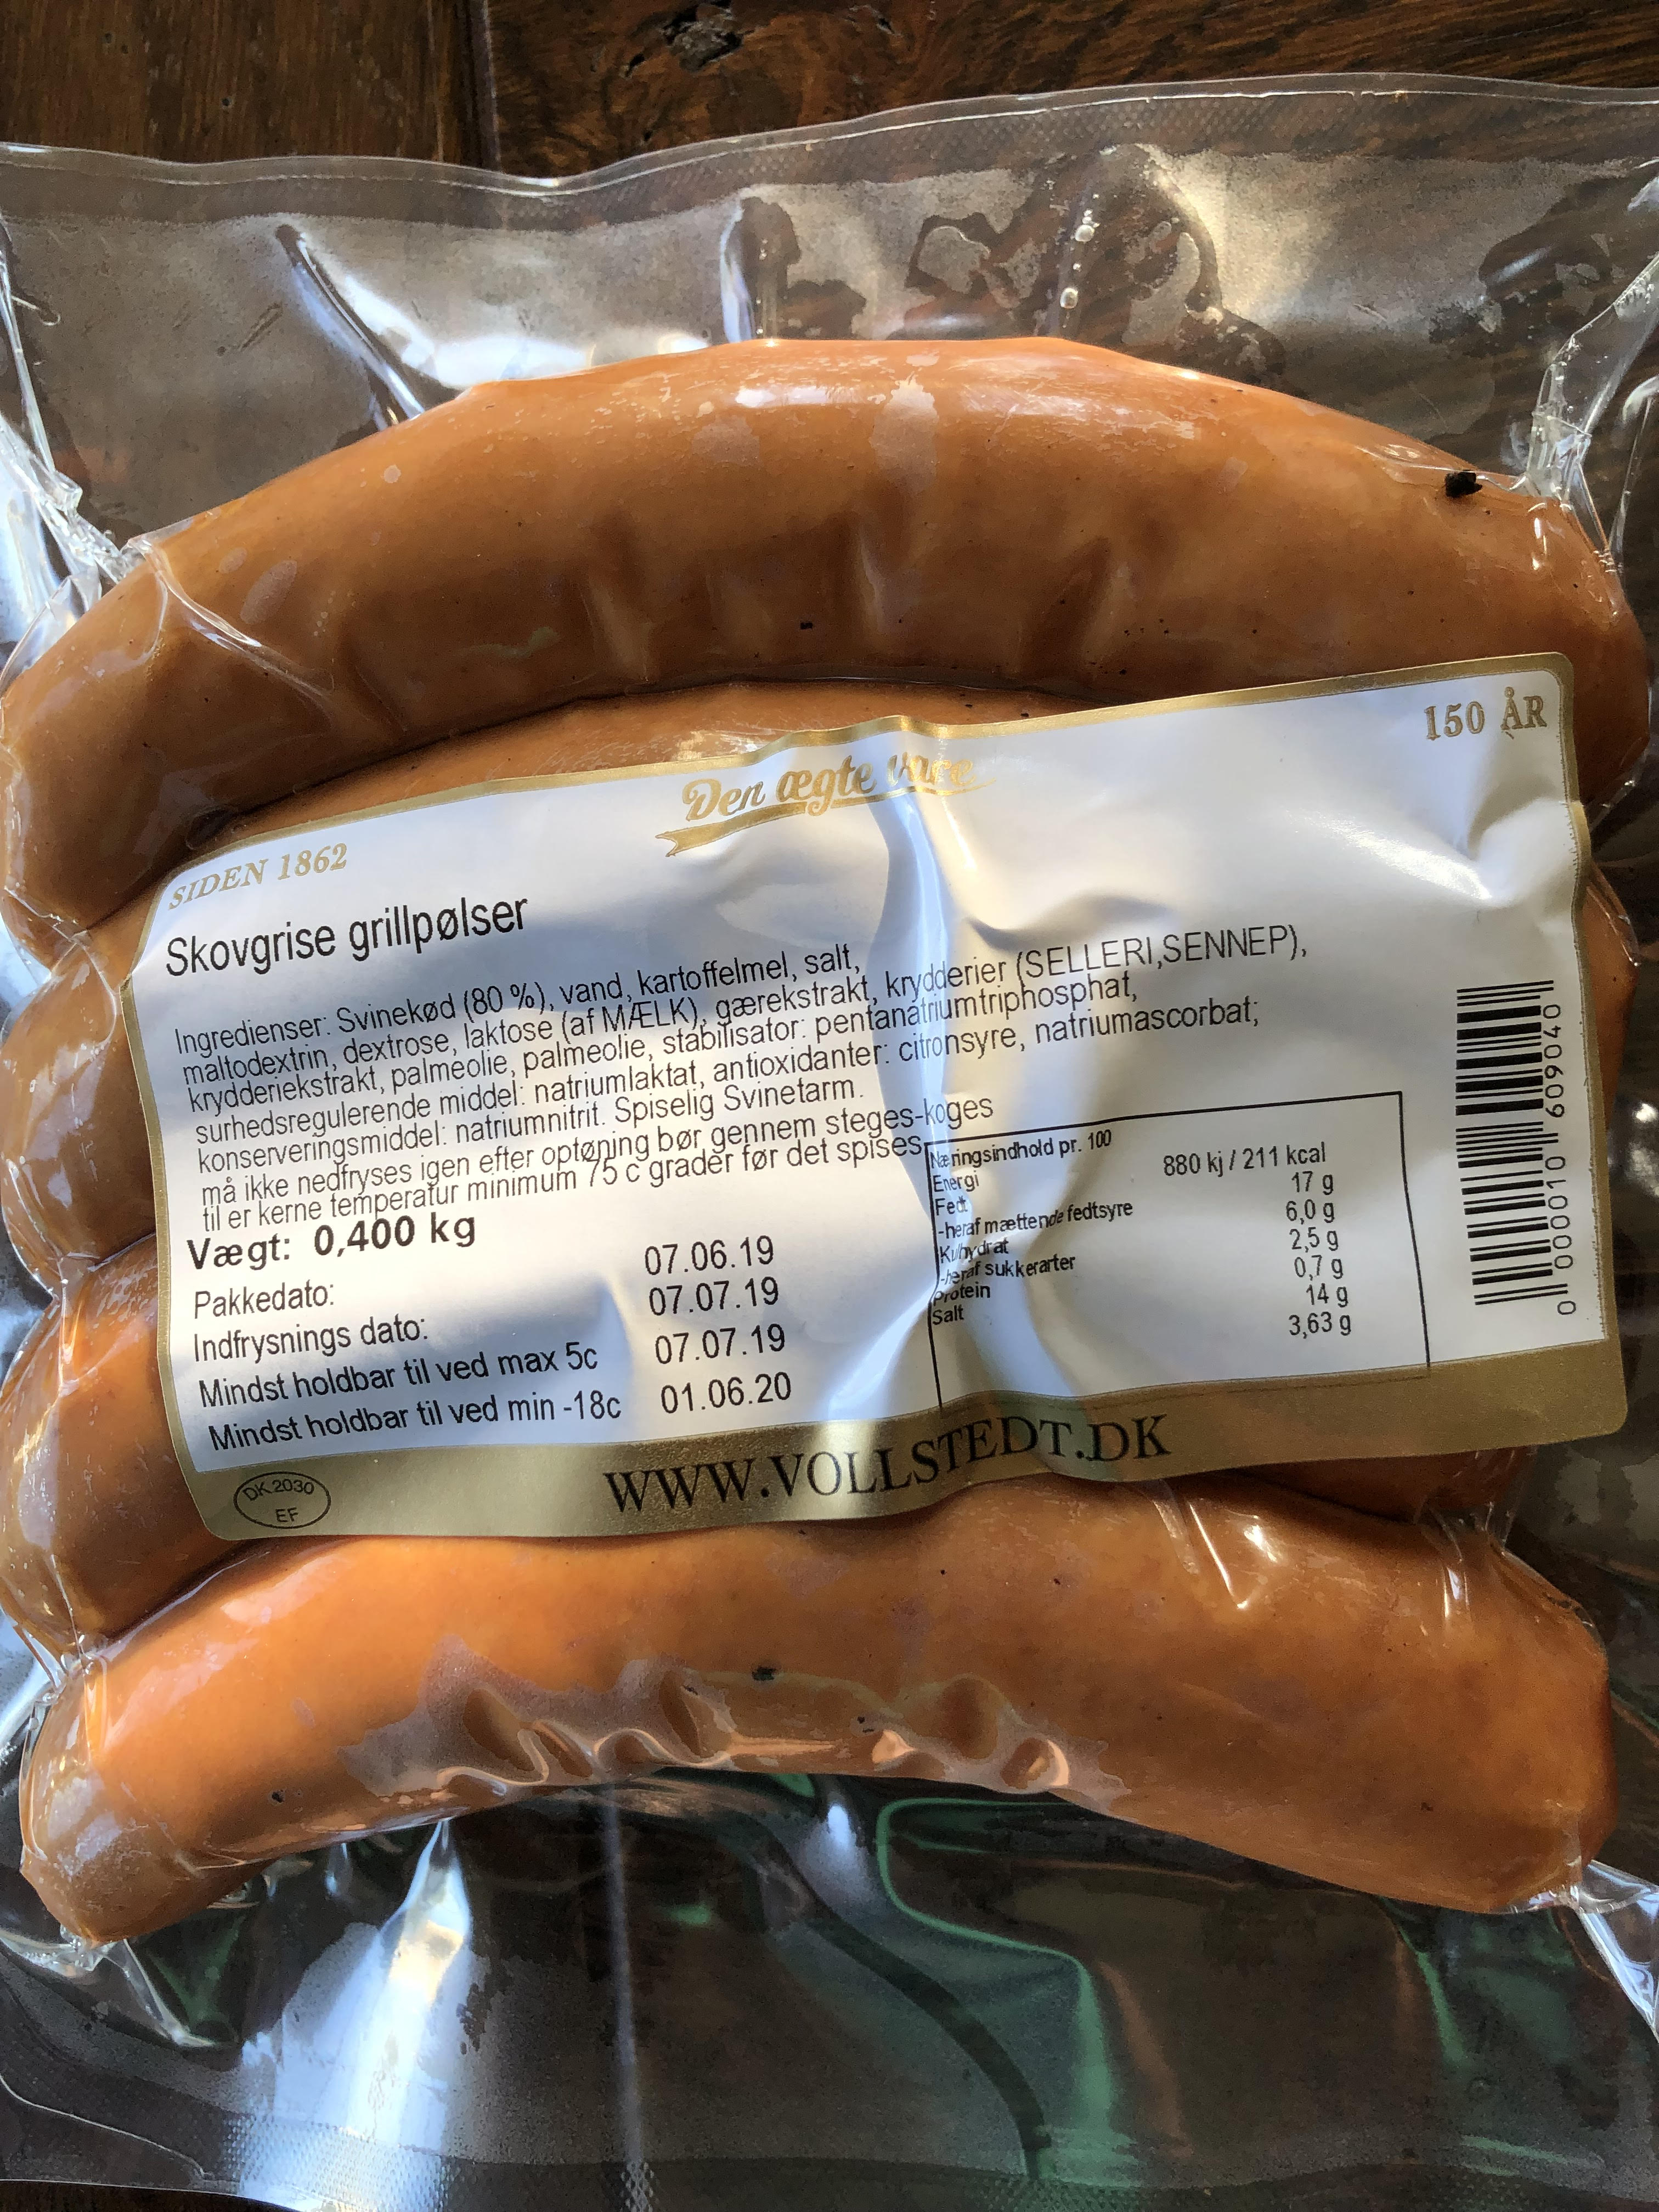 Den ægte vare
150 ÅR
SIDEN 1862
Skovgrise grillpølser
Ingredienser: Svinekød (80 %), vand, kartoffelmel, salt,
maltodextrin, dextrose, laktose (af MÆLK), gærekstrakt, krydderier (SELLERI,SENNEP),
krydderiekstrakt, palmeolie, palmeolie, stabilisator: pentanatriumtriphosphat,
surhedsregulerende middel: natriumlaktat, antioxidanter: citronsyre, natriumascorbat;
konserveringsmiddel: natriumnitrit. Spiselig Svinetarm.
må ikke nedfryses igen efter optøning bør gennem steges-koges
til er kerne temperatur minimum 75 c grader før det spises
Vægt: 0,400 kg
Pakkedato: 07.06.19
Indfrysnings dato: 07.07.19
Mindst holdbar til ved max 5c 07.07.19
Mindst holdbar til ved min -18c 01.06.20
Næringsindhold pr. 100
Energi 880 kj / 211 kcal
Fedt 17 g
-heraf mættende fedtsyre 6,0 g
Kulhydrat 2,5 g
-heraf sukkerarter 0,7 g
Protein 14 g
Salt 3,63 g
0 000010 609040
DK 2030
EF
WWW.VOLLSTEDT.DK